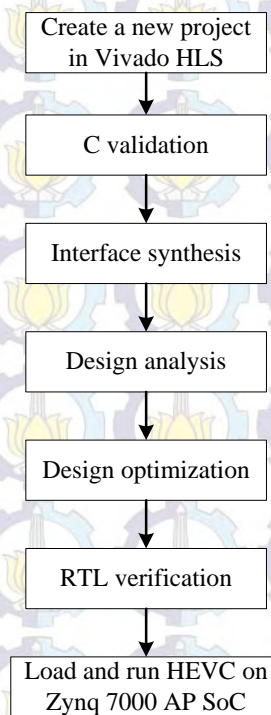 Create a new project
in Vivado HLS
C validation
Interface synthesis
Design analysis
Design optimization
RTL verification
Load and run HEVC on
Zynq 7000 AP SoC